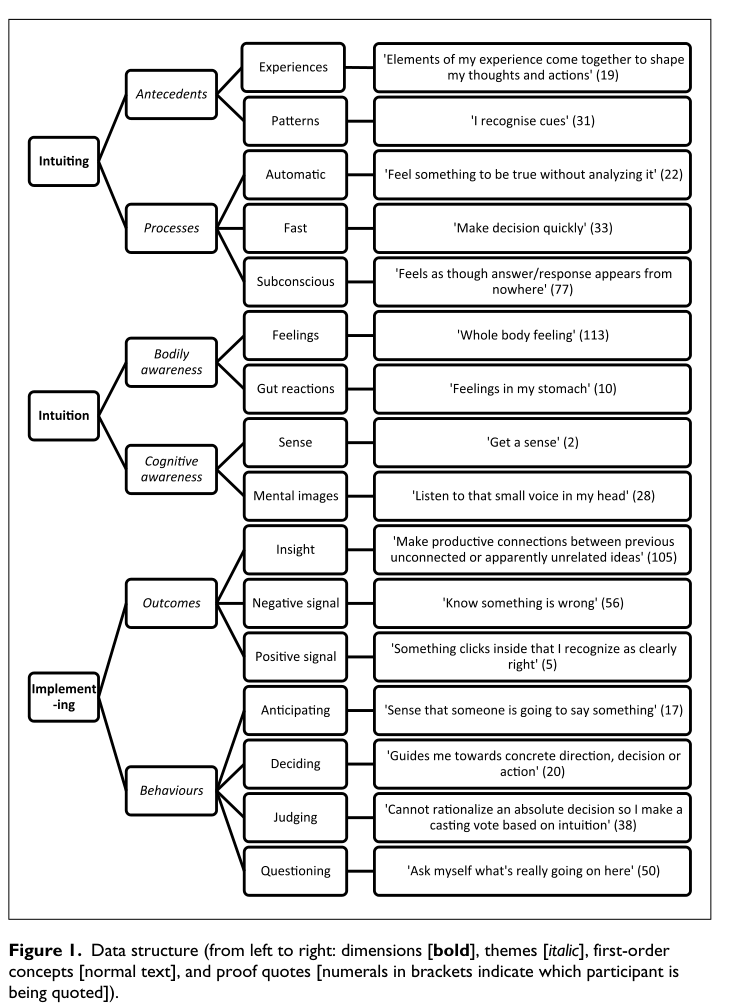 Intuiting
Antecedents
Experiences
'Elements of my experience come together to shape
my thoughts and actions' (19)
Patterns
'I recognise cues' (31)
Processes
Automatic
'Feel something to be true without analyzing it' (22)
Fast
'Make decision quickly' (33)
Subconscious
'Feels as though answer/response appears from
nowhere' (77)
Intuition
Bodily
awareness
Feelings
'Whole body feeling' (113)
Gut reactions
'Feelings in my stomach' (10)
Cognitive
awareness
Sense
'Get a sense' (2)
Mental images
'Listen to that small voice in my head' (28)
Implement
-ing
Outcomes
Insight
'Make productive connections between previous
unconnected or apparently unrelated ideas' (105)
Negative signal
'Know something is wrong' (56)
Positive signal
'Something clicks inside that I recognize as clearly
right' (5)
Behaviours
Anticipating
'Sense that someone is going to say something' (17)
Deciding
'Guides me towards concrete direction, decision or
action' (20)
Judging
'Cannot rationalize an absolute decision so I make a
casting vote based on intuition' (38)
Questioning
'Ask myself what's really going on here' (50)
Figure 1. Data structure (from left to right: dimensions [bold], themes [italic], first-order
concepts [normal text], and proof quotes [numerals in brackets indicate which participant is
being quoted]).